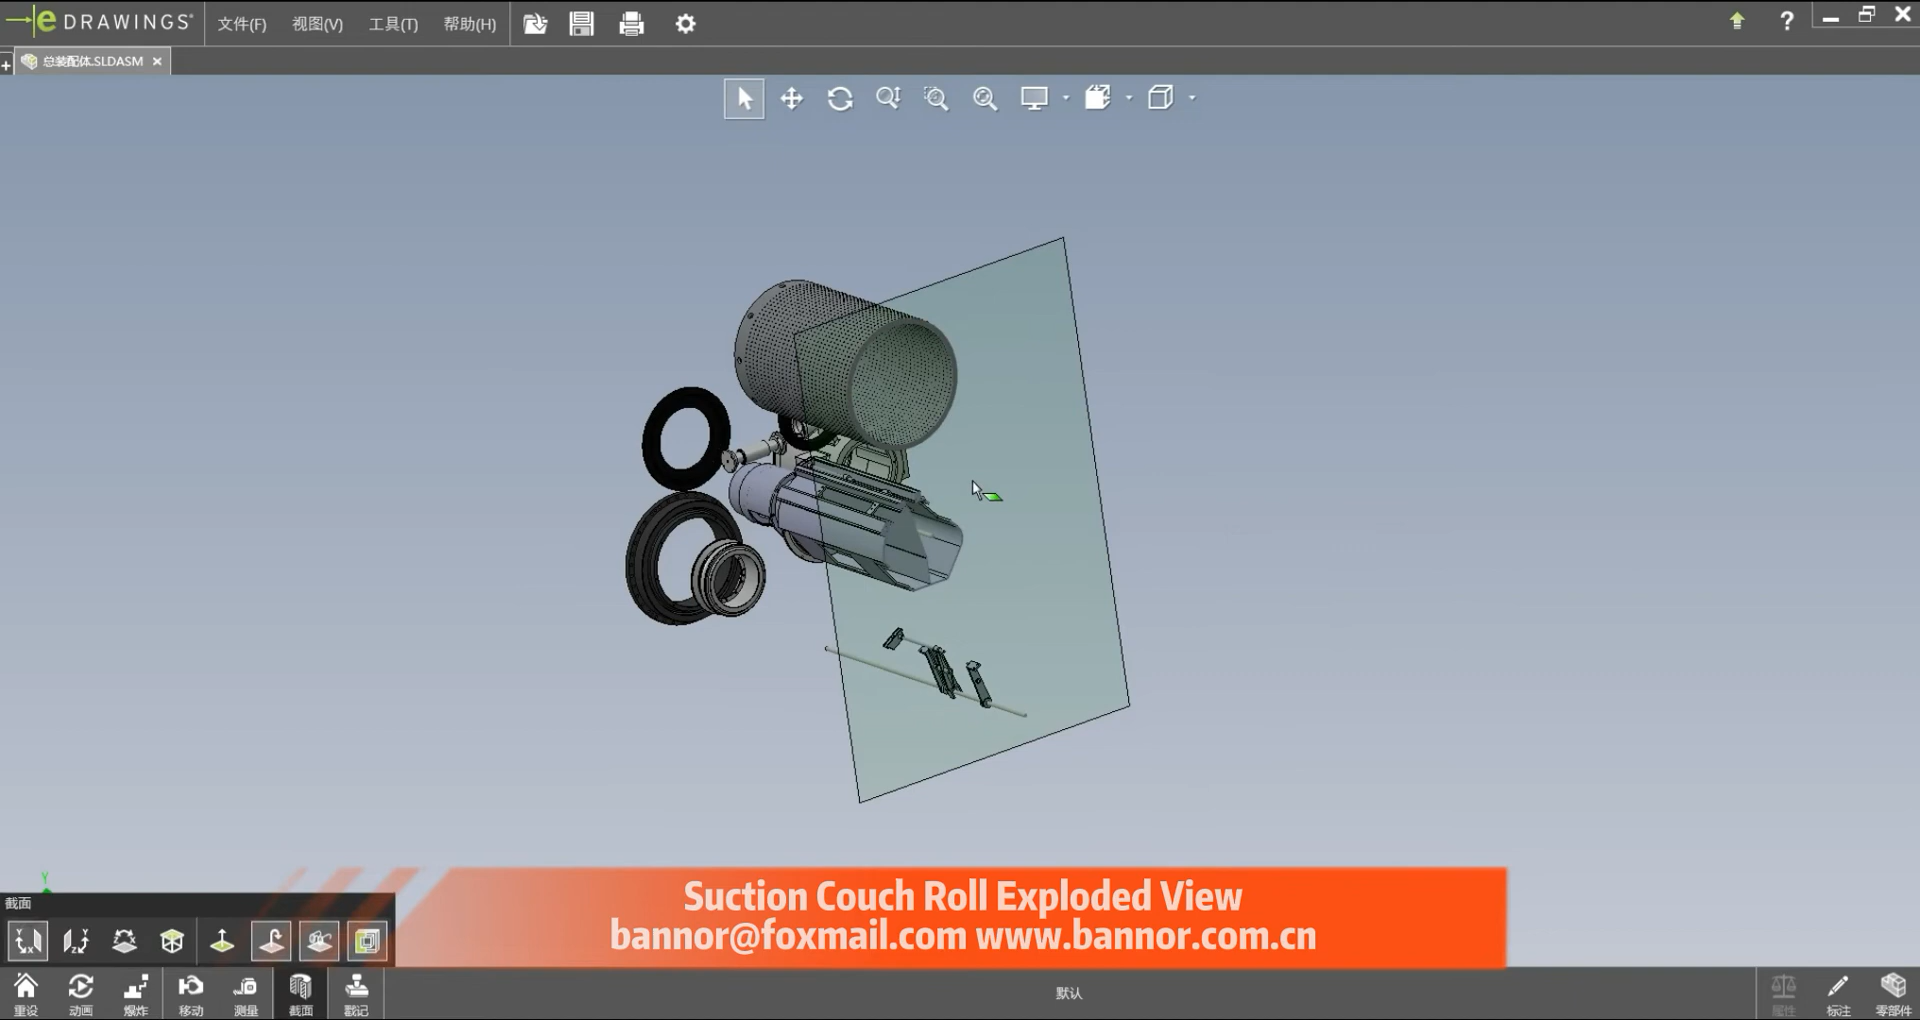 eDRAWINGS®
文件(F) 视图(V) 工具(T) 帮助(H)
?
总装配体.SLDASM
Y
截面
Suction Couch Roll Exploded View
bannor@foxmail.com www.bannor.com.cn
重设 动画 爆炸 移动 测量 截面 戳记
默认
属性 标注 零部件